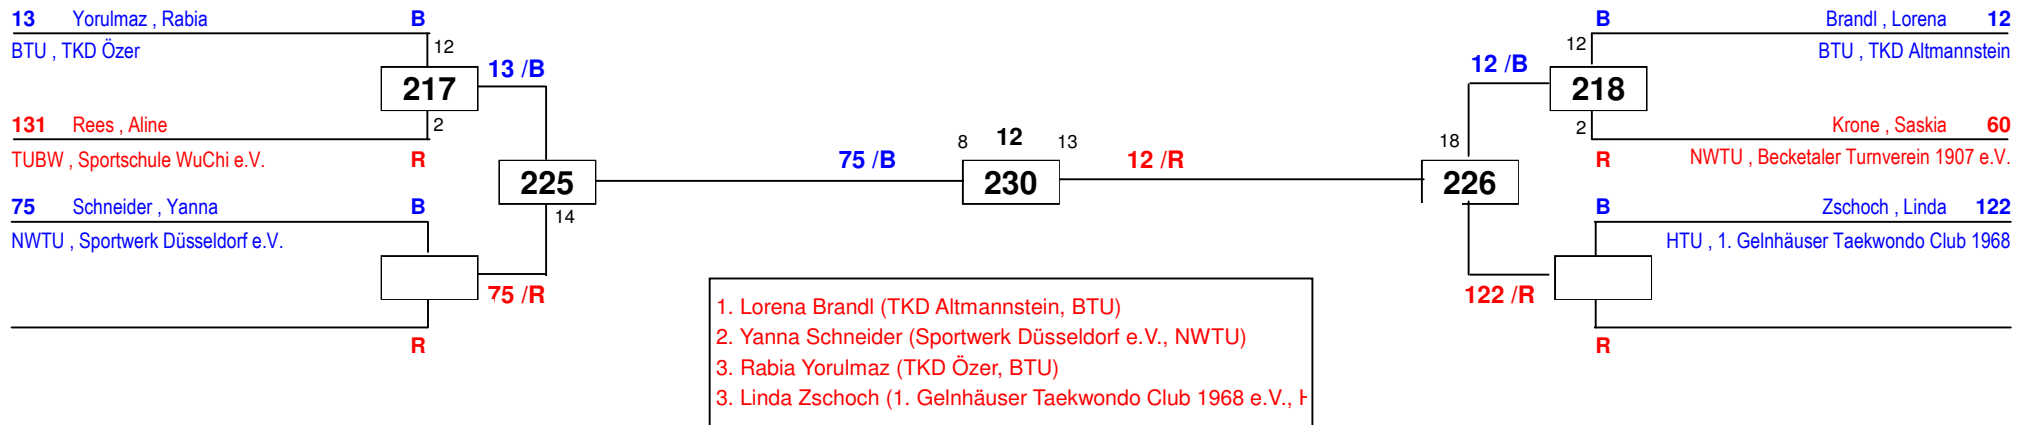 13 Yorulmaz , Rabia B
BTU , TKD Özer
12
217
13 /B
131 Rees , Aline
2
TUBW , Sportschule WuChi e.V. R
225
14
75 Schneider , Yanna B
NWTU , Sportwerk Düsseldorf e.V.
75 /R
R
75 /B
8 12 13
230
12 /R
B Brandl , Lorena 12
BTU , TKD Altmannstein
12
12 /B
218
2
Krone , Saskia 60
R NWTU , Becketaler Turnverein 1907 e.V.
18
226
B Zschoch , Linda 122
HTU , 1. Gelnhäuser Taekwondo Club 1968
122 /R
R
1. Lorena Brandl (TKD Altmannstein, BTU)
2. Yanna Schneider (Sportwerk Düsseldorf e.V., NWTU)
3. Rabia Yorulmaz (TKD Özer, BTU)
3. Linda Zschoch (1. Gelnhäuser Taekwondo Club 1968 e.V.,